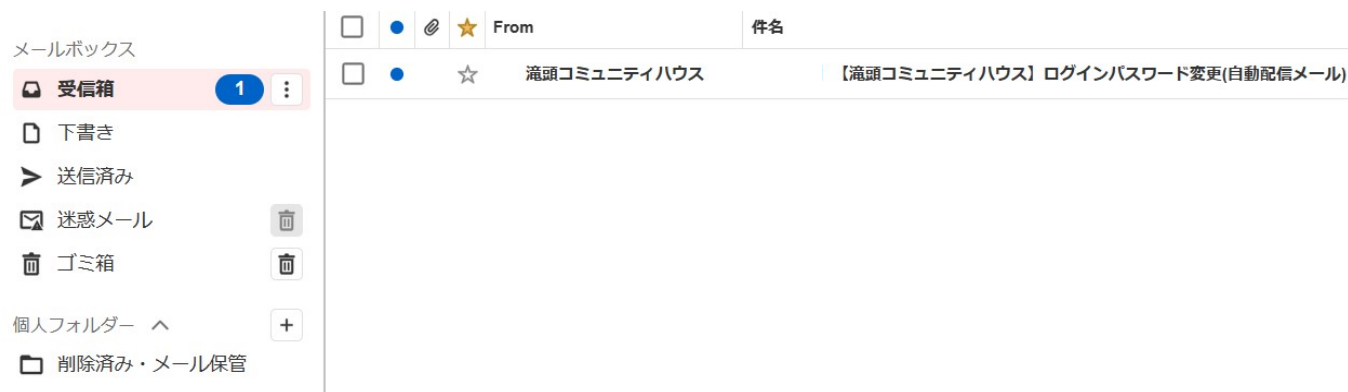 メールボックス
受信箱 1
下書き
送信済み
迷惑メール
ゴミ箱
個人フォルダー
削除済み・メール保管
From 件名
滝頭コミュニティハウス 【滝頭コミュニティハウス】ログインパスワード変更(自動配信メール)